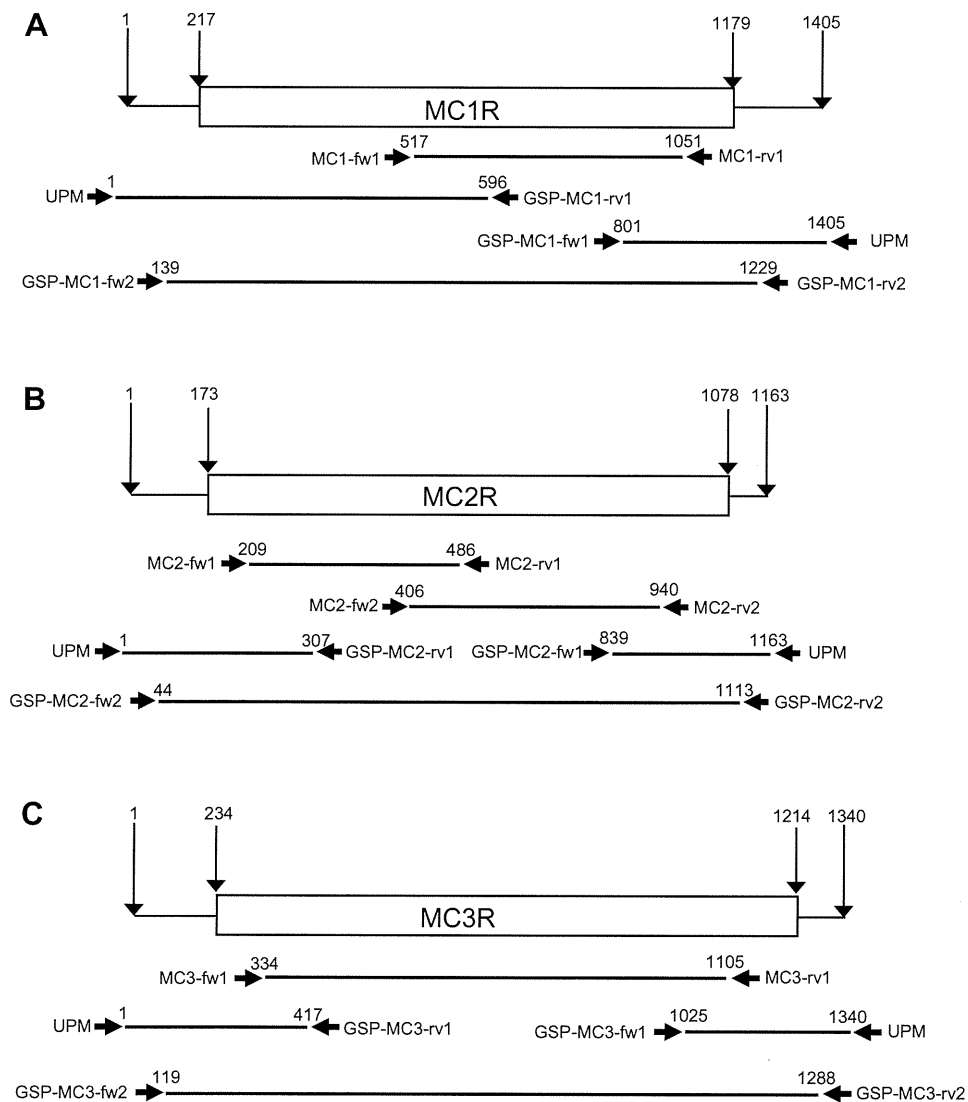 A
1 217 1179 1405
MC1R
517 1051
MC1-fw1 MC1-rv1
1 596
UPM GSP-MC1-rv1
801 1405
GSP-MC1-fw1 UPM
139 1229
GSP-MC1-fw2 GSP-MC1-rv2
B
1 173 1078 1163
MC2R
209 486
MC2-fw1 MC2-rv1
406 940
MC2-fw2 MC2-rv2
1 307 839 1163
UPM GSP-MC2-rv1 GSP-MC2-fw1 UPM
44 1113
GSP-MC2-fw2 GSP-MC2-rv2
C
1 234 1214 1340
MC3R
334 1105
MC3-fw1 MC3-rv1
1 417 1025 1340
UPM GSP-MC3-rv1 GSP-MC3-fw1 UPM
119 1288
GSP-MC3-fw2 GSP-MC3-rv2